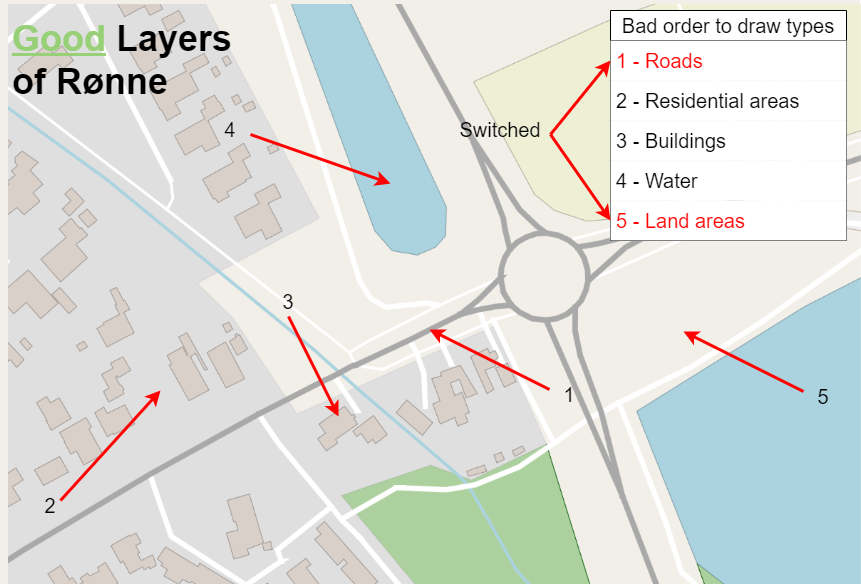 Good Layers
of Rønne
Bad order to draw types
1 - Roads
2 - Residential areas
3 - Buildings
4 - Water
5 - Land areas
Switched
4
3
1
5
2